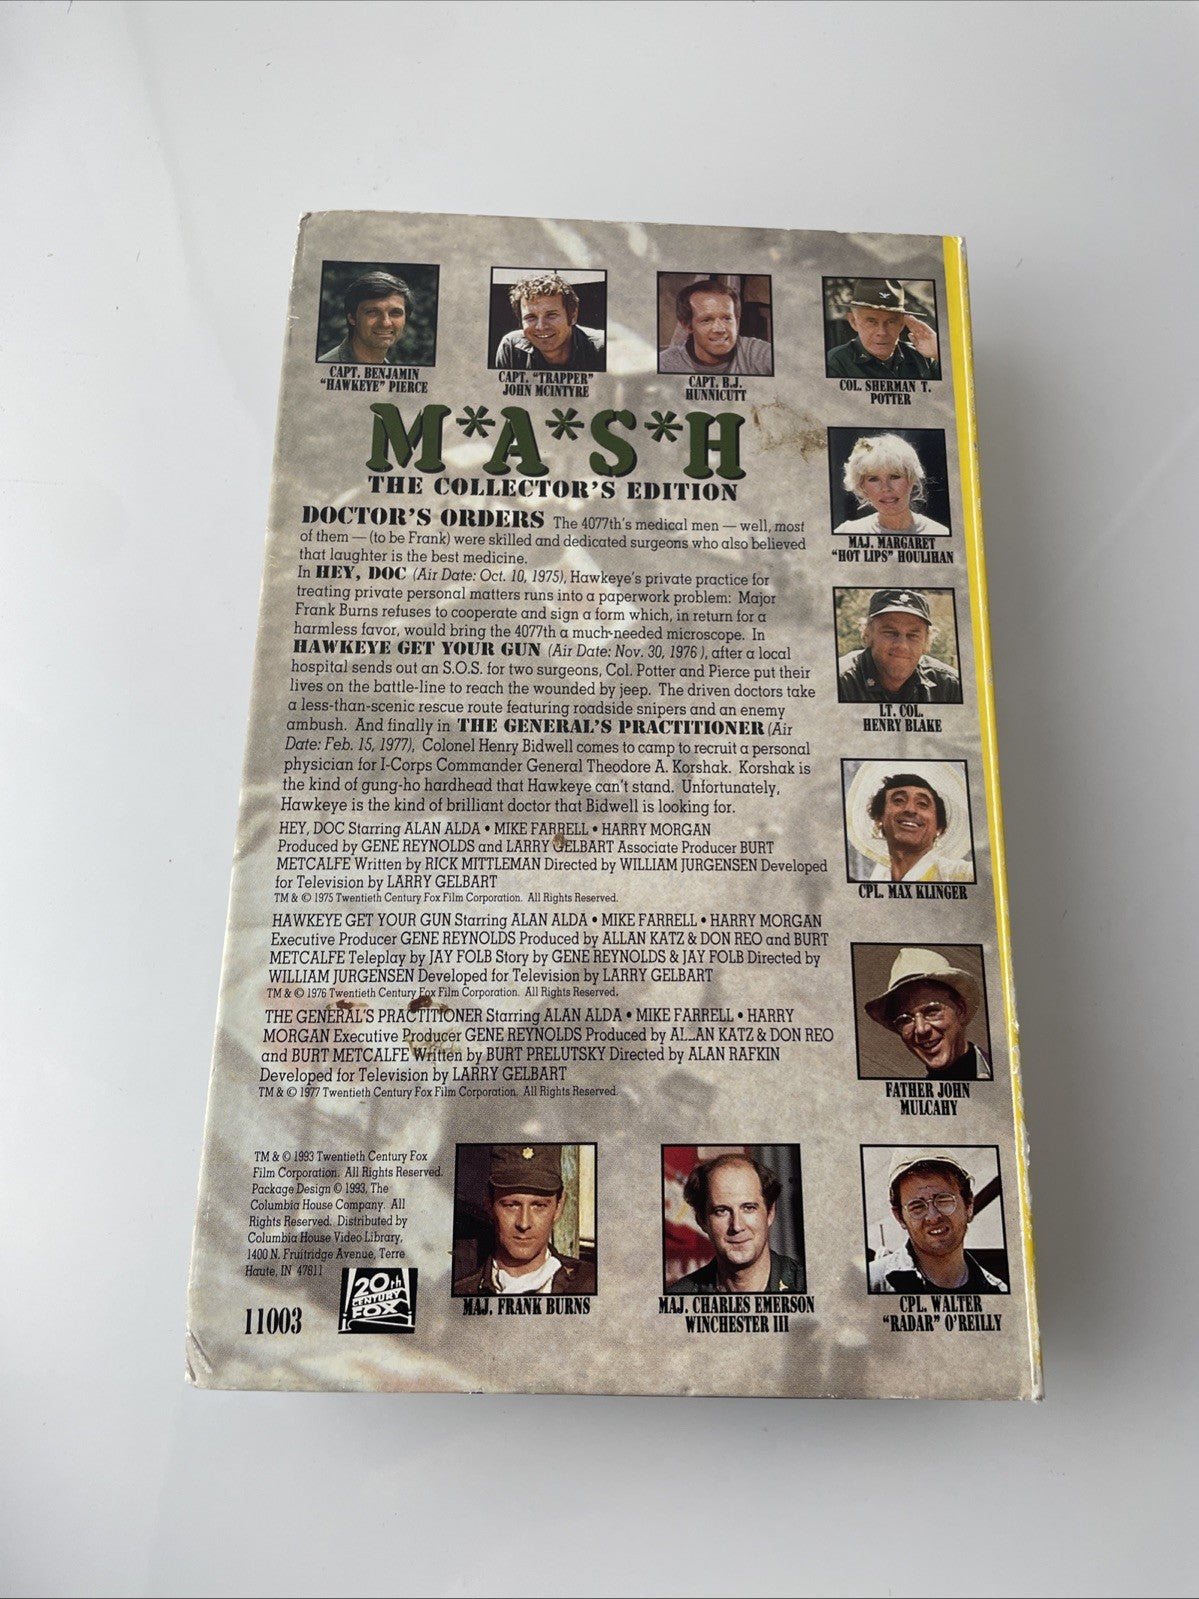 CAPT. BENJAMIN
"HAWKEYE" PIERCE
CAPT. "TRAPPER"
JOHN MCINTYRE
CAPT. B.J.
HUNNICUTT
COL. SHERMAN T.
POTTER
M*A*S*H
THE COLLECTOR'S EDITION
MAJ. MARGARET
"HOT LIPS" HOULIHAN
LT. COL.
HENRY BLAKE
CPL. MAX KLINGER
FATHER JOHN
MULCAHY
DOCTOR'S ORDERS The 4077th's medical men — well, most
of them — (to be Frank) were skilled and dedicated surgeons who also believed
that laughter is the best medicine.
In HEY, DOC (Air Date: Oct. 10, 1975), Hawkeye's private practice for
treating private personal matters runs into a paperwork problem: Major
Frank Burns refuses to cooperate and sign a form which, in return for a
harmless favor, would bring the 4077th a much-needed microscope. In
HAWKEYE GET YOUR GUN (Air Date: Nov. 30, 1976), after a local
hospital sends out an S.O.S. for two surgeons, Col. Potter and Pierce put their
lives on the battle-line to reach the wounded by jeep. The driven doctors take
a less-than-scenic rescue route featuring roadside snipers and an enemy
ambush. And finally in THE GENERAL'S PRACTITIONER (Air
Date: Feb. 15, 1977), Colonel Henry Bidwell comes to camp to recruit a personal
physician for I-Corps Commander General Theodore A. Korshak. Korshak is
the kind of gung-ho hardhead that Hawkeye can't stand. Unfortunately,
Hawkeye is the kind of brilliant doctor that Bidwell is looking for.
HEY, DOC Starring ALAN ALDA • MIKE FARRELL • HARRY MORGAN
Produced by GENE REYNOLDS and LARRY GELBART Associate Producer BURT
METCALFE Written by RICK MITTLEMAN Directed by WILLIAM JURGENSEN Developed
for Television by LARRY GELBART
TM & © 1975 Twentieth Century Fox Film Corporation. All Rights Reserved.
HAWKEYE GET YOUR GUN Starring ALAN ALDA • MIKE FARRELL • HARRY MORGAN
Executive Producer GENE REYNOLDS Produced by ALLAN KATZ & DON REO and BURT
METCALFE Teleplay by JAY FOLB Story by GENE REYNOLDS & JAY FOLB Directed by
WILLIAM JURGENSEN Developed for Television by LARRY GELBART
TM & © 1976 Twentieth Century Fox Film Corporation. All Rights Reserved.
THE GENERAL'S PRACTITIONER Starring ALAN ALDA • MIKE FARRELL • HARRY
MORGAN Executive Producer GENE REYNOLDS Produced by ALLAN KATZ & DON REO
and BURT METCALFE Written by BURT PRELUTSKY Directed by ALAN RAFKIN
Developed for Television by LARRY GELBART
TM & © 1977 Twentieth Century Fox Film Corporation. All Rights Reserved.
TM & © 1993 Twentieth Century Fox
Film Corporation. All Rights Reserved.
Package Design © 1993, The
Columbia House Company. All
Rights Reserved. Distributed by
Columbia House Video Library,
1400 N. Fruitridge Avenue, Terre
Haute, IN 47811
11003
20th
CENTURY
FOX
MAJ. FRANK BURNS
MAJ. CHARLES EMERSON
WINCHESTER III
CPL. WALTER
"RADAR" O'REILLY